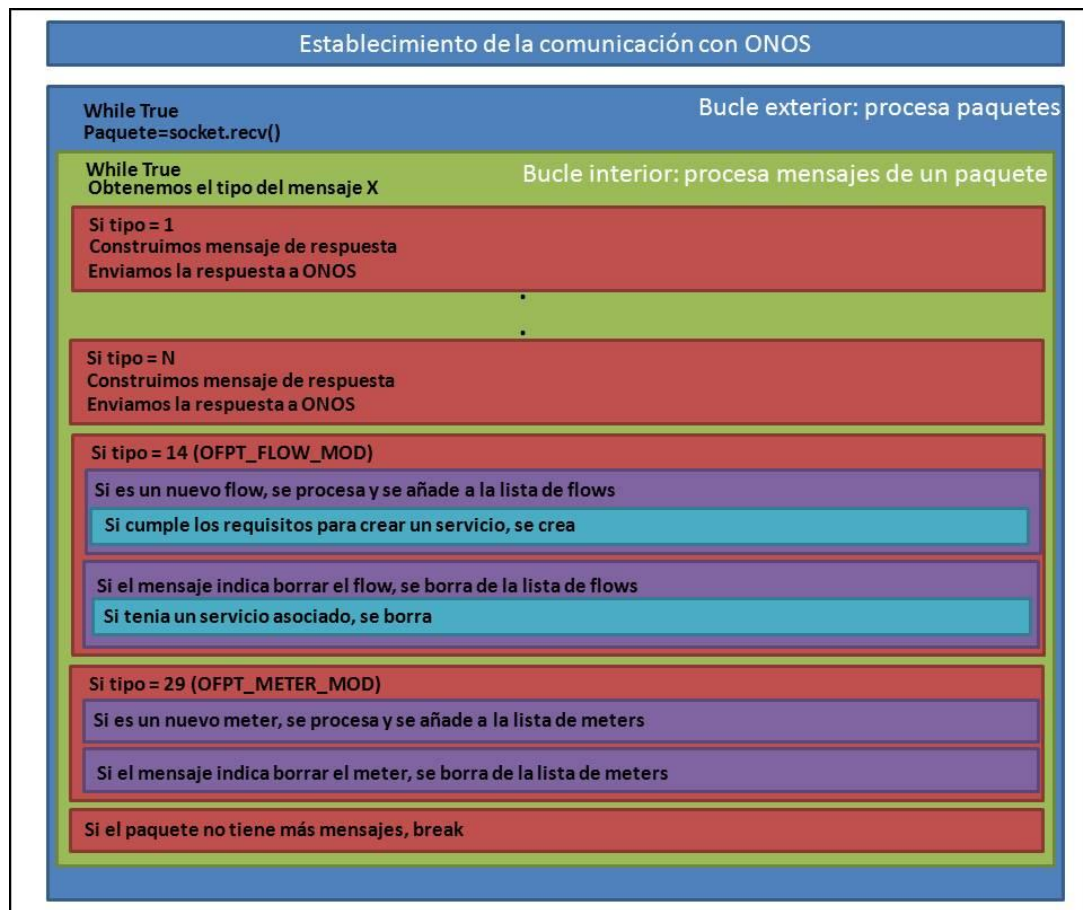 Establecimiento de la comunicación con ONOS
Bucle exterior: procesa paquetes
While True
Paquete=socket.recv()
While True
Bucle interior: procesa mensajes de un paquete
Obtenemos el tipo del mensaje X
Si tipo = 1
Construimos mensaje de respuesta
Enviamos la respuesta a ONOS
.
.
Si tipo = N
Construimos mensaje de respuesta
Enviamos la respuesta a ONOS
Si tipo = 14 (OFPT_FLOW_MOD)
Si es un nuevo flow, se procesa y se añade a la lista de flows
Si cumple los requisitos para crear un servicio, se crea
Si el mensaje indica borrar el flow, se borra de la lista de flows
Si tenia un servicio asociado, se borra
Si tipo = 29 (OFPT_METER_MOD)
Si es un nuevo meter, se procesa y se añade a la lista de meters
Si el mensaje indica borrar el meter, se borra de la lista de meters
Si el paquete no tiene más mensajes, break